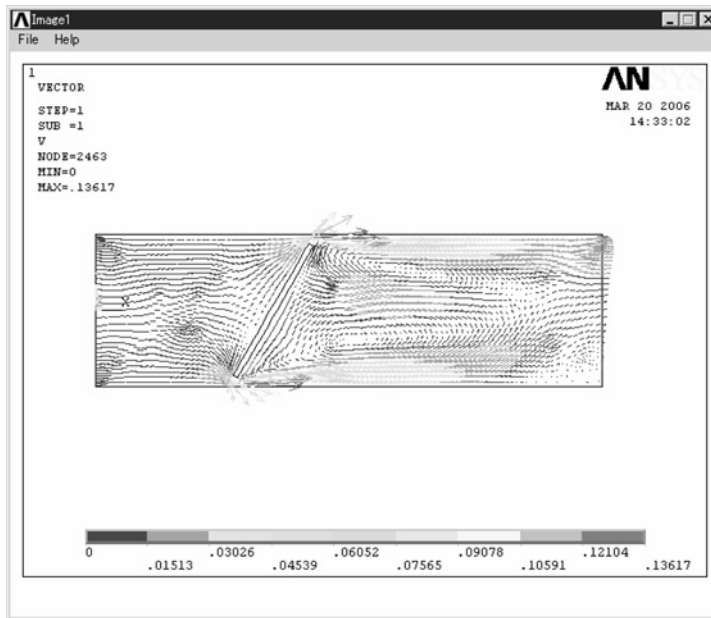 Image1
File Help
1
VECTOR
STEP=1
SUB =1
V
NODE=2463
MIN=0
MAX=.13617
ANSYS
MAR 20 2006
14:33:02
X
0 .03026 .06052 .09078 .12104
.01513 .04539 .07565 .10591 .13617